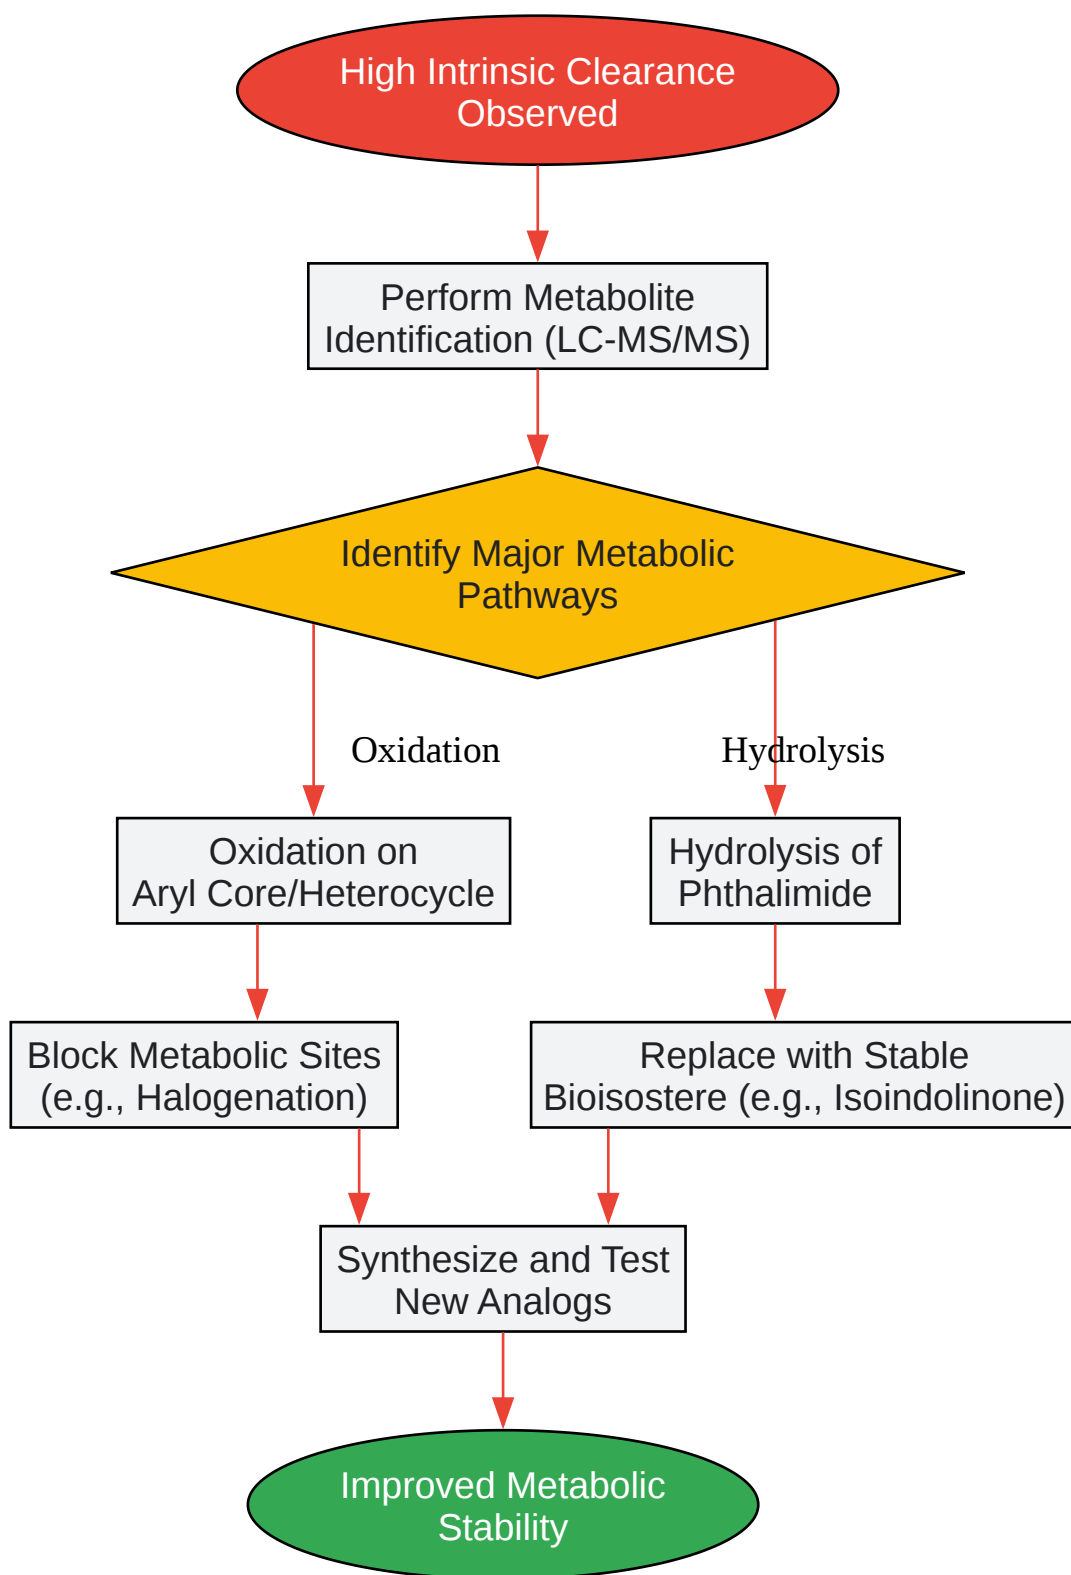 High Intrinsic Clearance
Observed
Perform Metabolite
Identification (LC-MS/MS)
Identify Major Metabolic
Pathways
Oxidation
Hydrolysis
Oxidation on
Aryl Core/Heterocycle
Hydrolysis of
Phthalimide
Block Metabolic Sites
(e.g., Halogenation)
Replace with Stable
Bioisostere (e.g., Isoindolinone)
Synthesize and Test
New Analogs
Improved Metabolic
Stability